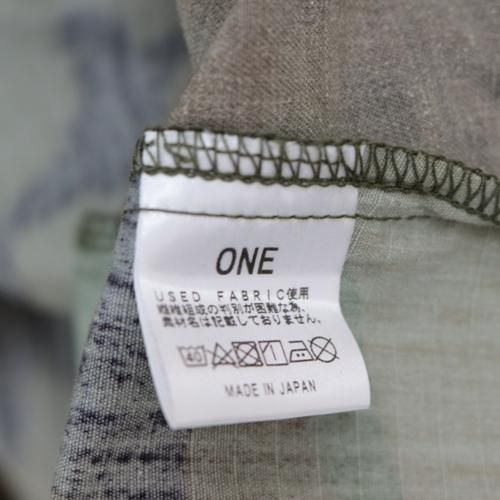 ONE
USED FABRIC使用
繊維組成の判別が困難な為、
素材名は記載しておりません。
40
MADE IN JAPAN